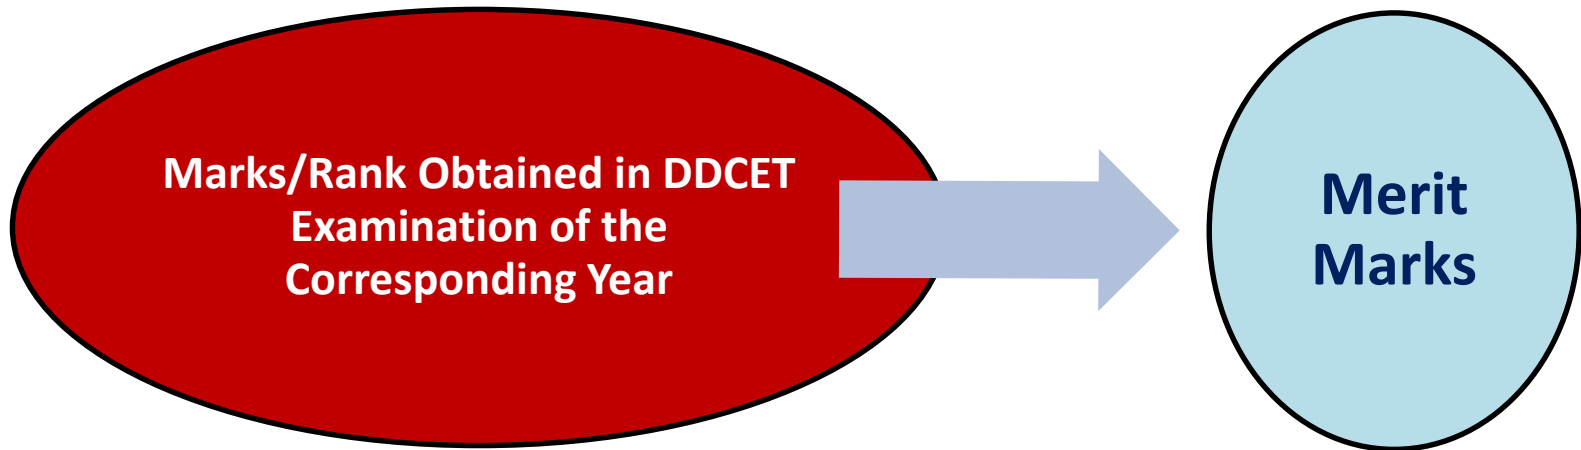 Marks/Rank Obtained in DDCET
Examination of the
Corresponding Year
Merit
Marks